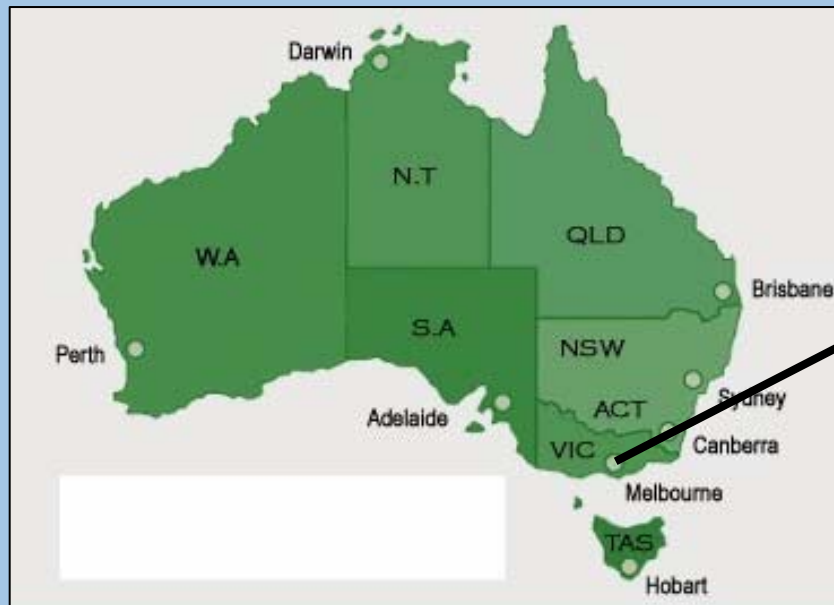 Darwin
N.T
QLD
W.A
Brisbane
S.A
NSW
Perth
Sydney
Adelaide
ACT
VIC
Canberra
Melbourne
TAS
Hobart